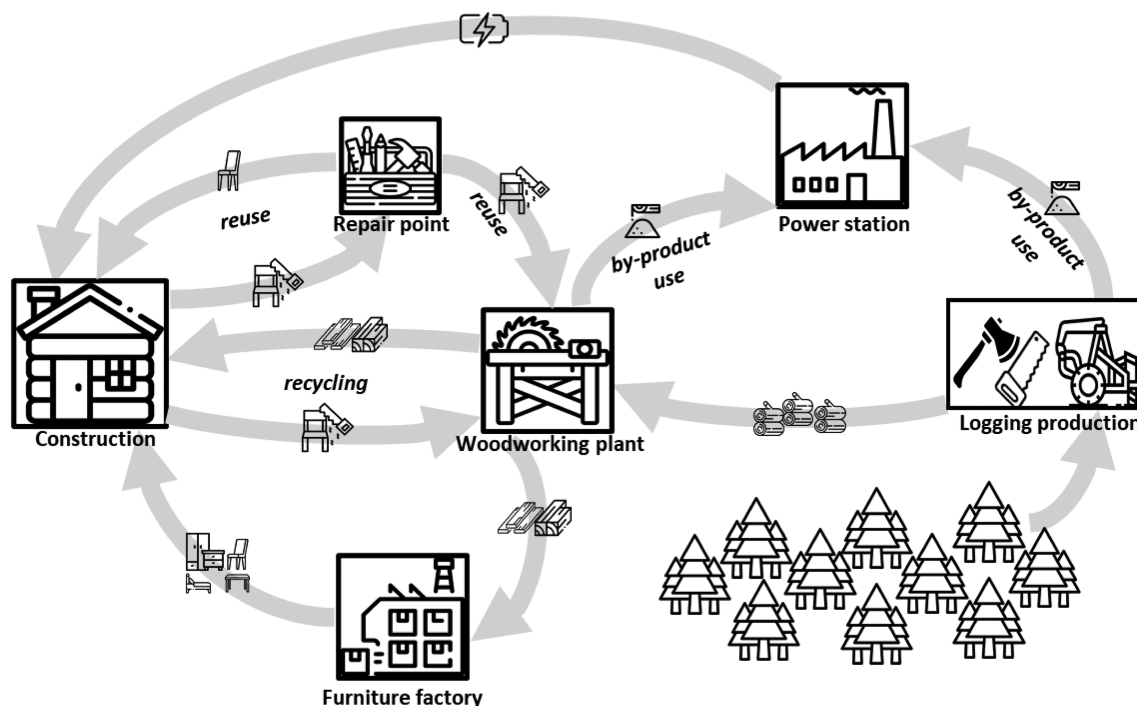 Repair point
reuse
reuse
Power station
by-product
use
by-product
use
Construction
recycling
Woodworking plant
Logging production
Furniture factory